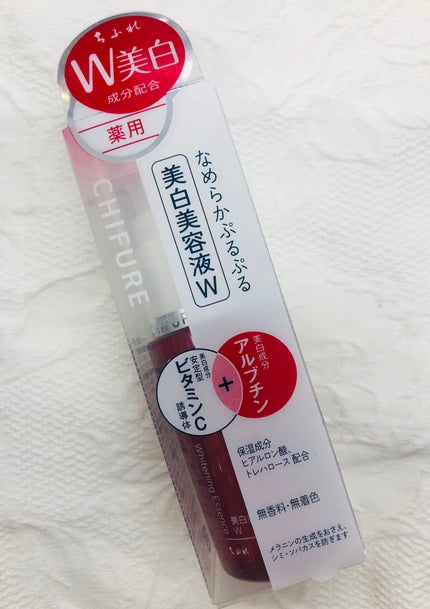 ちふれ
W美白
成分配合
薬用
CHIFURE
なめらかぷるぷる
美白美容液W
美白成分
安定型
ビタミンC
誘導体
+
美白成分
アルブチン
保湿成分
ヒアルロン酸、
トレハロース 配合
無香料・無着色
メラニンの生成をおさえ、
シミ・ソバカスを防ぎます
Whitening Essence
美白
W
ちふれ